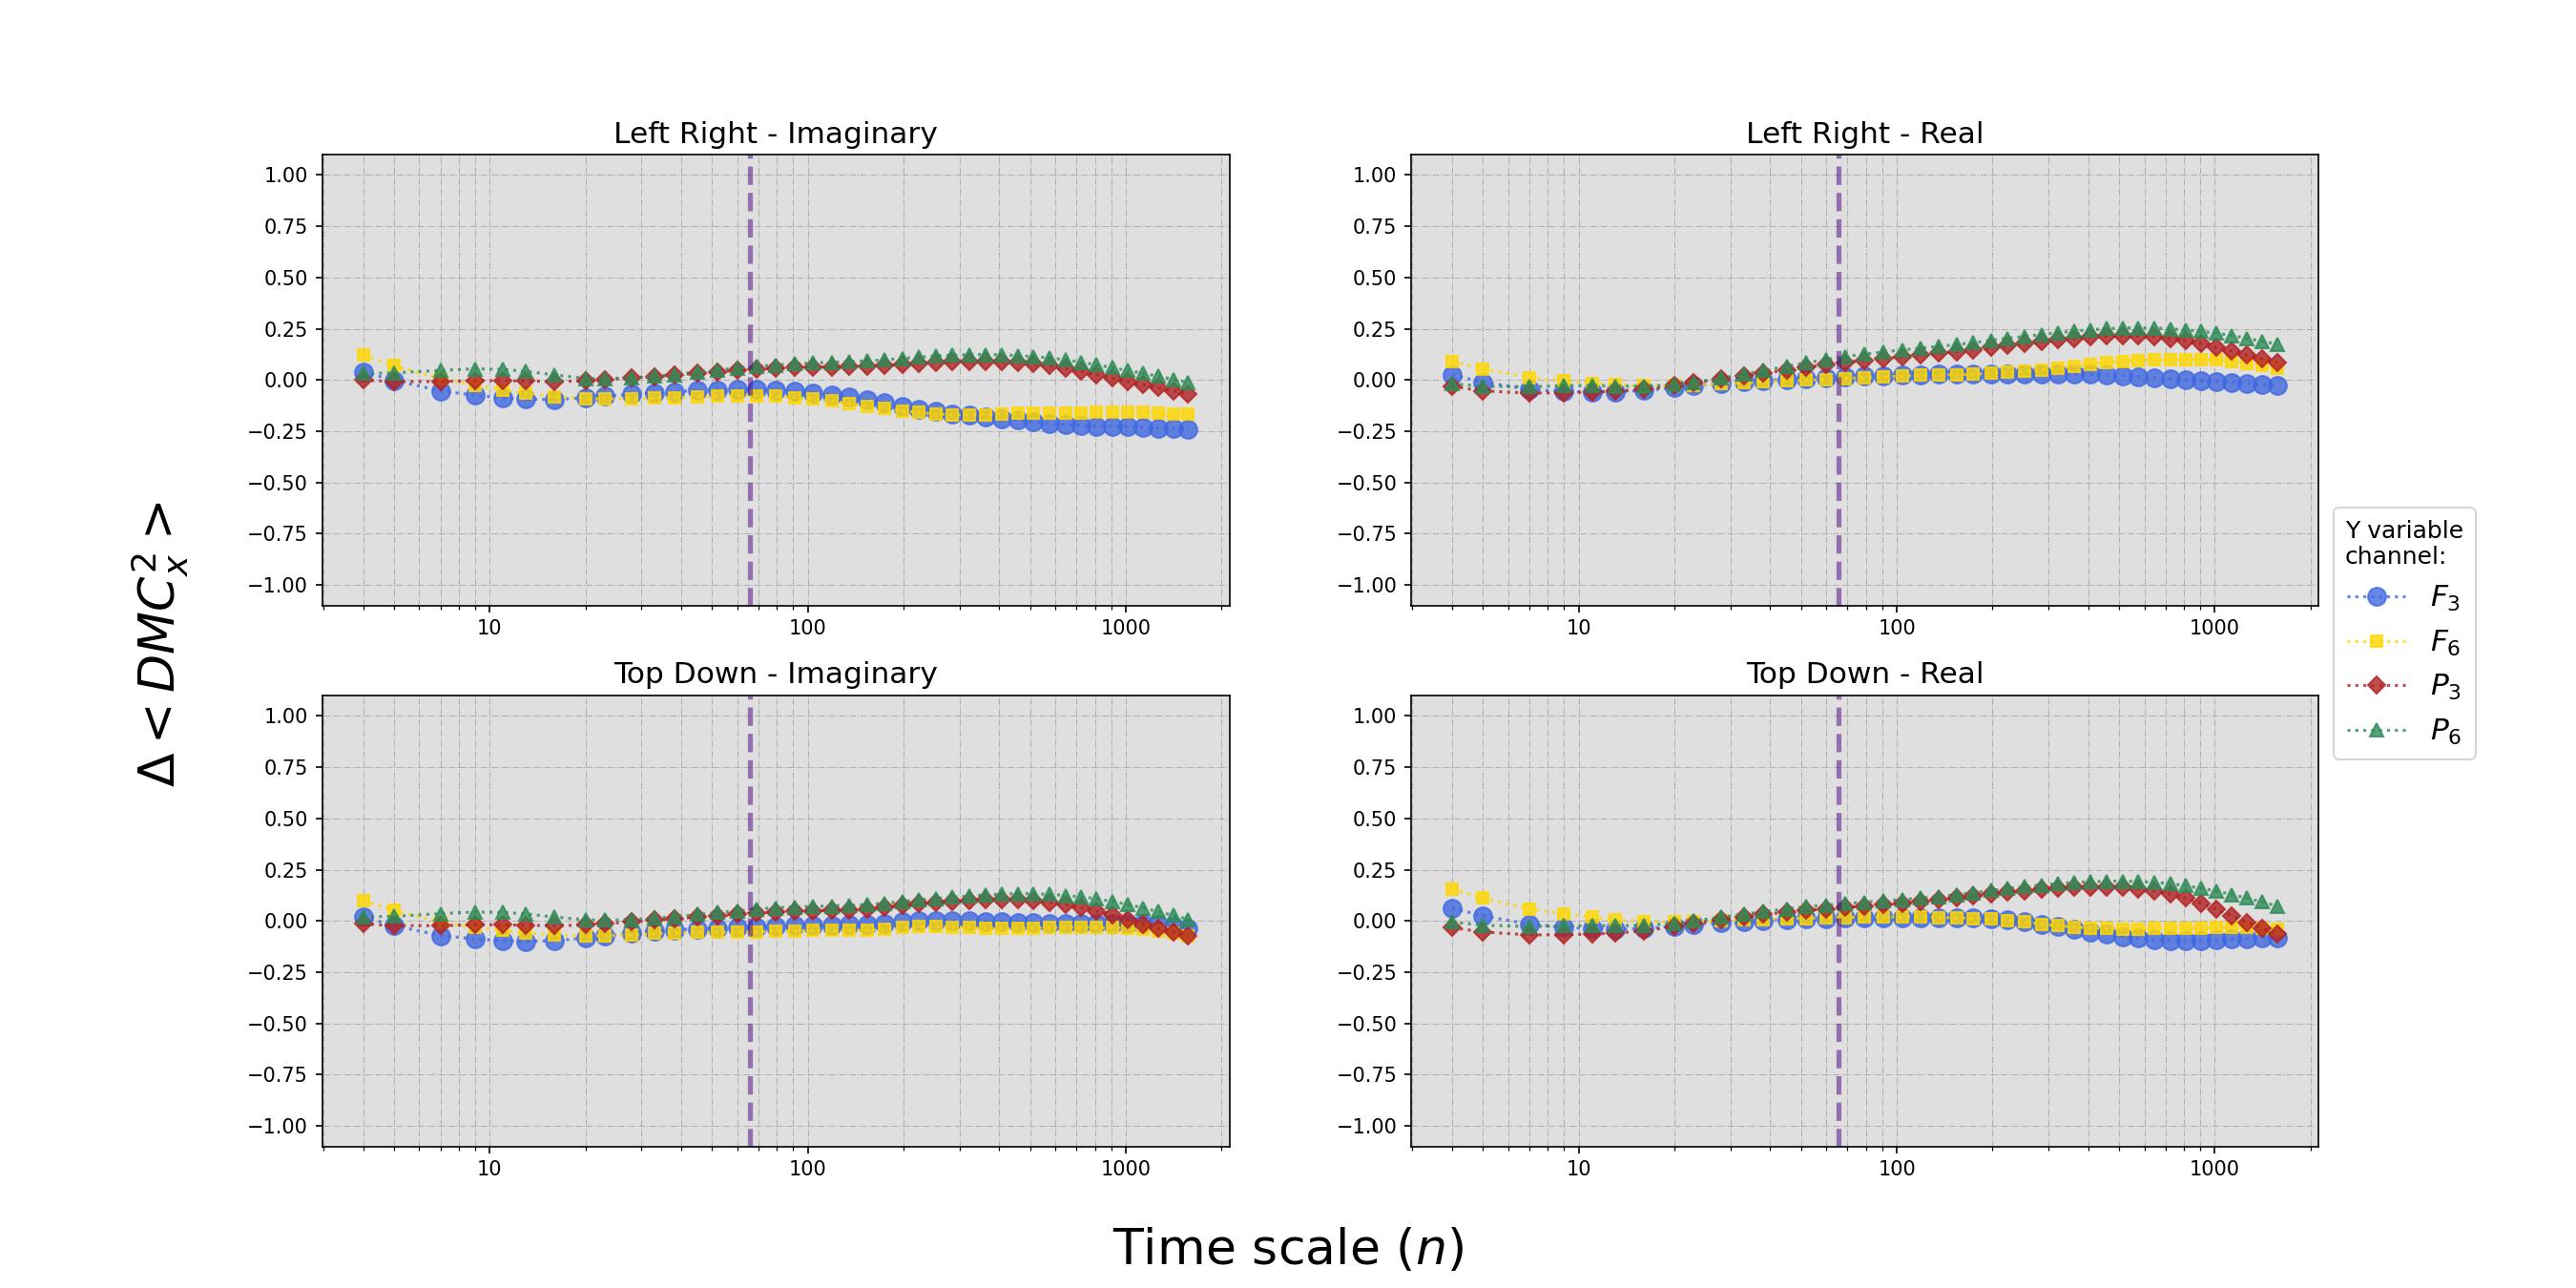 Left Right - Imaginary
1.00
0.75
0.50
0.25
0.00
−0.25
−0.50
−0.75
−1.00
10 100 1000
Left Right - Real
1.00
0.75
0.50
0.25
0.00
−0.25
−0.50
−0.75
−1.00
10 100 1000
Top Down - Imaginary
1.00
0.75
0.50
0.25
0.00
−0.25
−0.50
−0.75
−1.00
10 100 1000
Top Down - Real
1.00
0.75
0.50
0.25
0.00
−0.25
−0.50
−0.75
−1.00
10 100 1000
Δ < DMC²ₓ >
Y variable
channel:
F₃
F₆
P₃
P₆
Time scale (n)